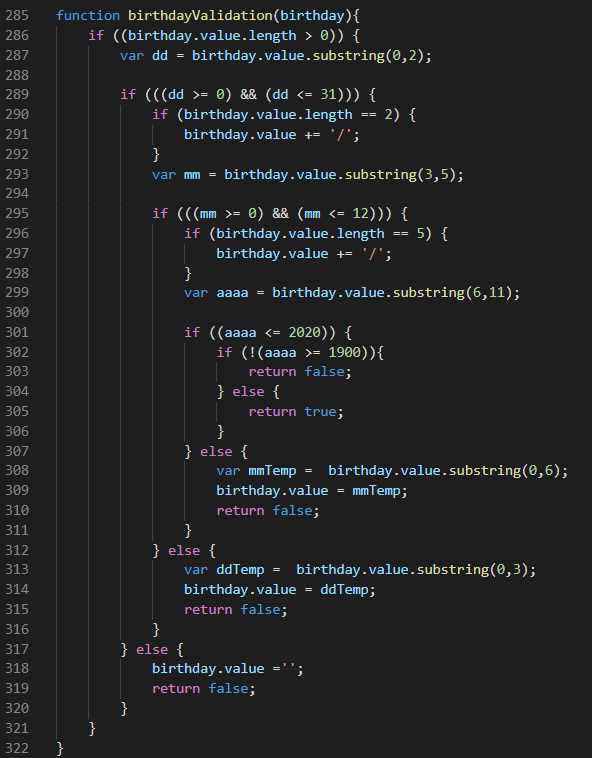 285 function birthdayValidation(birthday){
286     if ((birthday.value.length > 0)) {
287         var dd = birthday.value.substring(0,2);
288
289         if (((dd >= 0) && (dd <= 31))) {
290             if (birthday.value.length == 2) {
291                 birthday.value += '/';
292             }
293             var mm = birthday.value.substring(3,5);
294
295             if (((mm >= 0) && (mm <= 12))) {
296                 if (birthday.value.length == 5) {
297                     birthday.value += '/';
298                 }
299                 var aaaa = birthday.value.substring(6,11);
300
301                 if ((aaaa <= 2020)) {
302                     if (!(aaaa >= 1900)){
303                         return false;
304                     } else {
305                         return true;
306                     }
307                 } else {
308                     var mmTemp =  birthday.value.substring(0,6);
309                     birthday.value = mmTemp;
310                     return false;
311                 }
312             } else {
313                 var ddTemp =  birthday.value.substring(0,3);
314                 birthday.value = ddTemp;
315                 return false;
316             }
317         } else {
318             birthday.value ='';
319             return false;
320         }
321     }
322 }